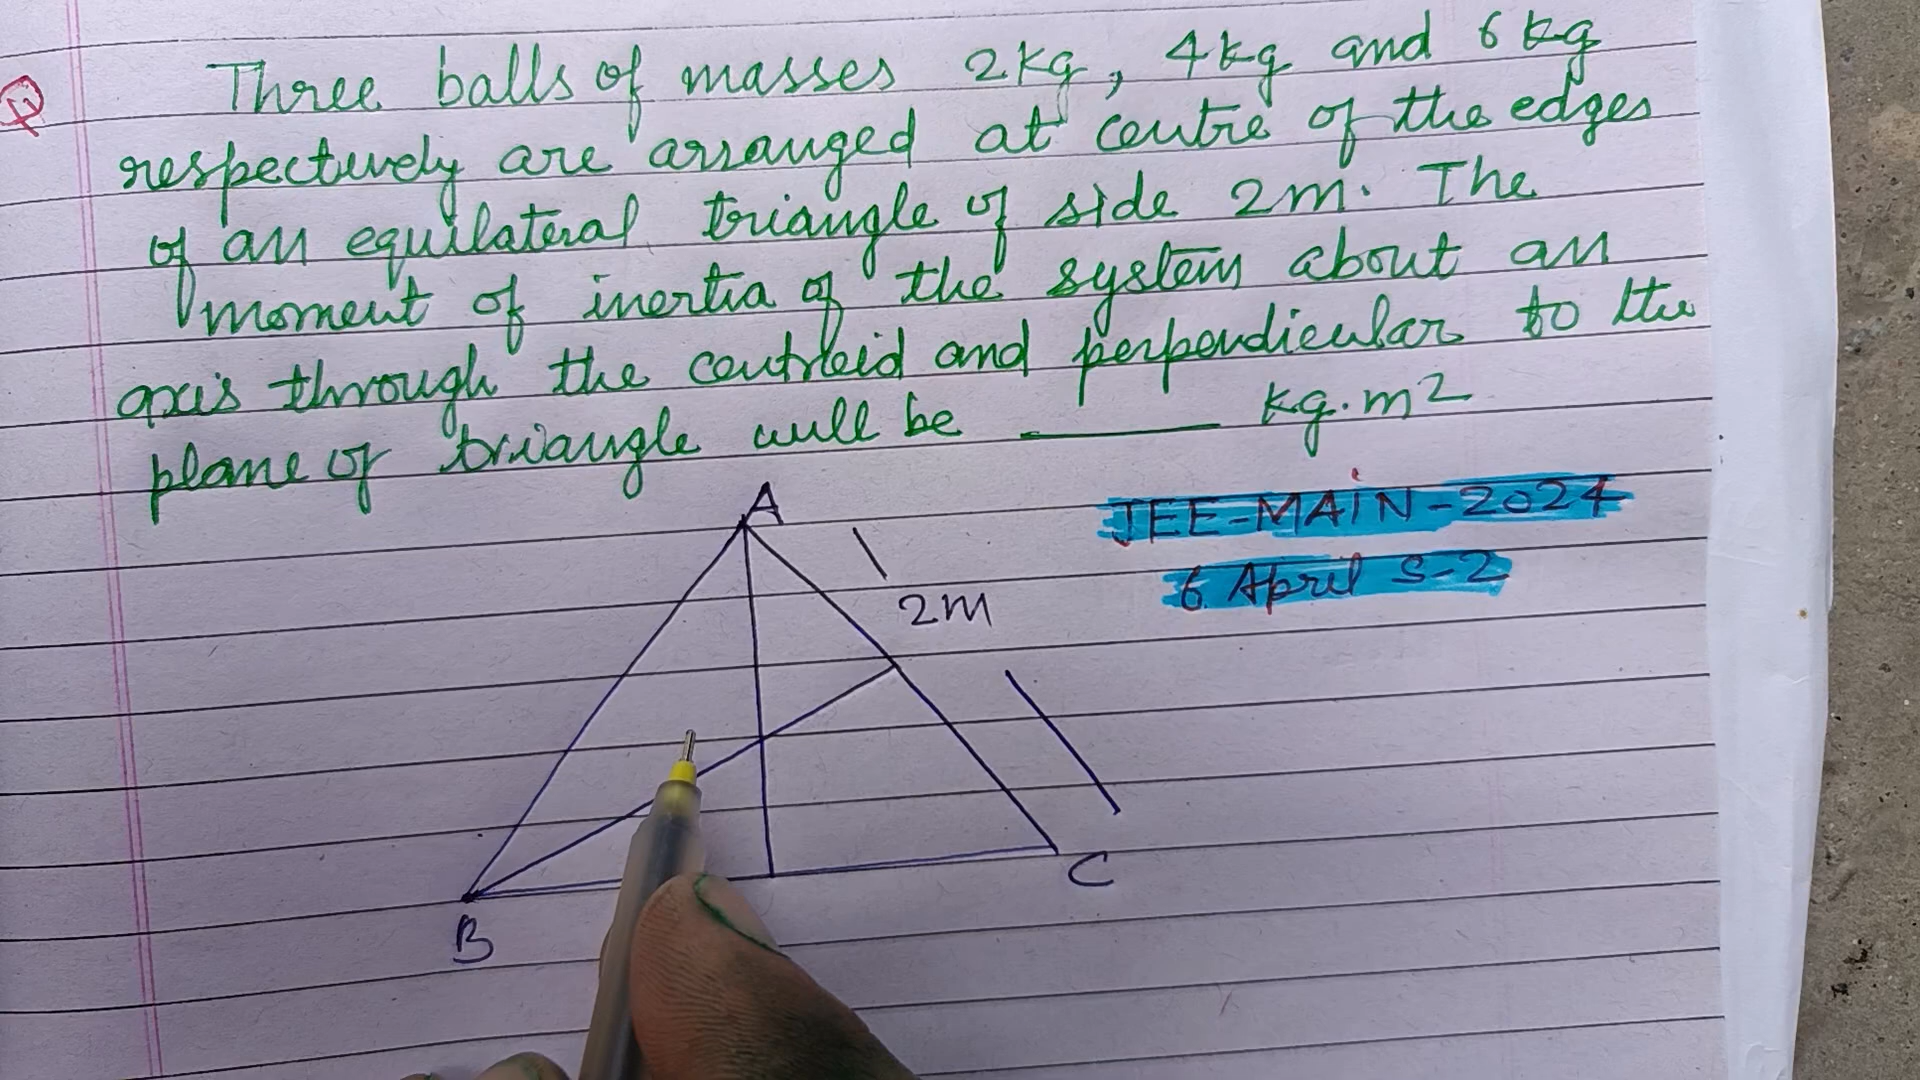 Q
Three balls of masses 2kg, 4kg and 6kg
respectively are arranged at centre of the edges
of an equilateral triangle of side 2m. The
moment of inertia of the system about an
axis through the centroid and perpendicular to the
plane of triangle will be ______ kg.m2
A
JEE-MAIN-2024
6 April S-2
2m
C
B